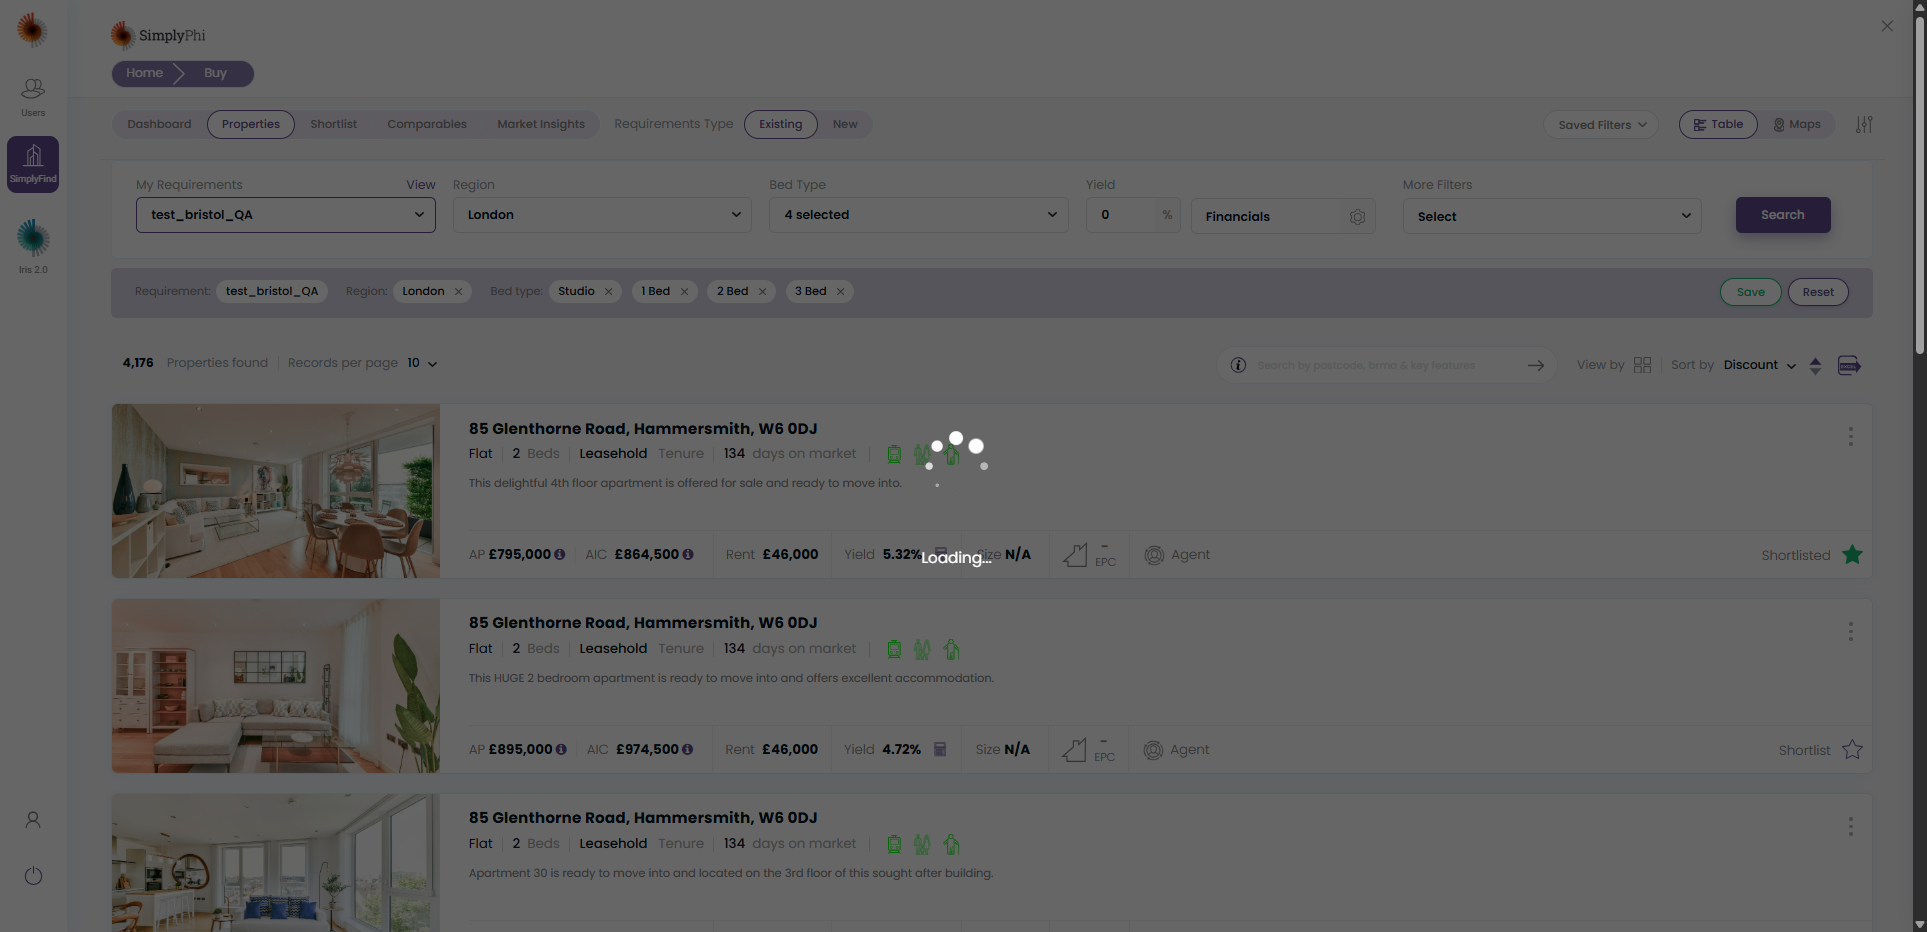 SimplyPhi
Home Buy
Users
SimplyFind
Iris 2.0
Dashboard Properties Shortlist Comparables Market Insights Requirements Type Existing New Saved Filters Table Maps
My Requirements View Region Bed Type Yield More Filters
test_bristol_QA London 4 selected 0 % Financials Select Search
Requirement: test_bristol_QA Region: London Bed type: Studio 1 Bed 2 Bed 3 Bed Save Reset
4,176 Properties found Records per page 10 Search by postcode, brma & key features View by Sort by Discount
85 Glenthorne Road, Hammersmith, W6 0DJ
Flat 2 Beds Leasehold Tenure 134 days on market
This delightful 4th floor apartment is offered for sale and ready to move into.
AP £795,000 AIC £864,500 Rent £46,000 Yield 5.32% Size N/A - EPC Agent Shortlisted
Loading...
85 Glenthorne Road, Hammersmith, W6 0DJ
Flat 2 Beds Leasehold Tenure 134 days on market
This HUGE 2 bedroom apartment is ready to move into and offers excellent accommodation.
AP £895,000 AIC £974,500 Rent £46,000 Yield 4.72% Size N/A - EPC Agent Shortlist
85 Glenthorne Road, Hammersmith, W6 0DJ
Flat 2 Beds Leasehold Tenure 134 days on market
Apartment 30 is ready to move into and located on the 3rd floor of this sought after building.